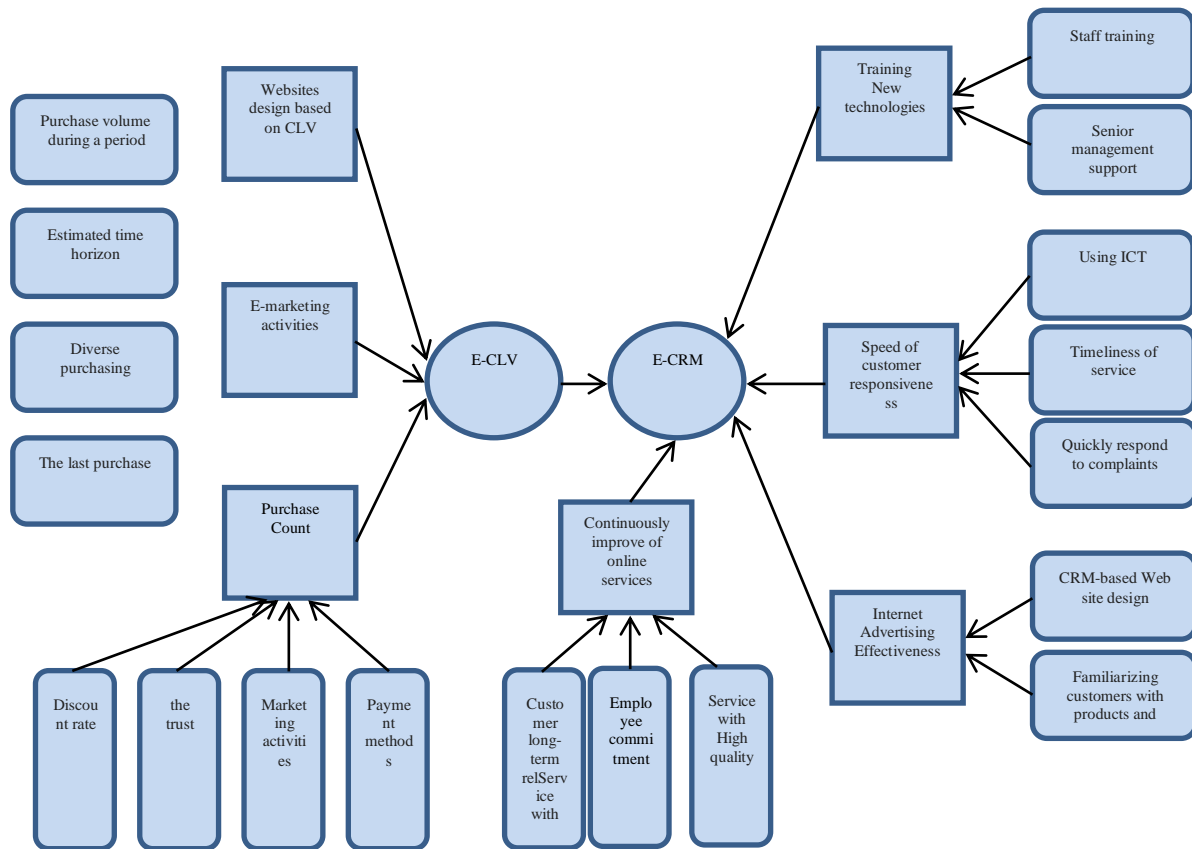 Purchase volume
during a period
Estimated time
horizon
Diverse
purchasing
The last purchase
Websites
design based
on CLV
E-marketing
activities
Purchase
Count
Discou
nt rate
the
trust
Market
ing
activiti
es
Payme
nt
method
s
E-CLV
E-CRM
Continuously
improve of
online
services
Custo
mer
long-
term
relServ
ice
with
Emplo
yee
commi
tment
Service
with
High
quality
Training
New
technologies
Speed of
customer
responsivene
ss
Internet
Advertising
Effectiveness
Staff training
Senior
management
support
Using ICT
Timeliness of
service
Quickly respond
to complaints
CRM-based Web
site design
Familiarizing
customers with
products and